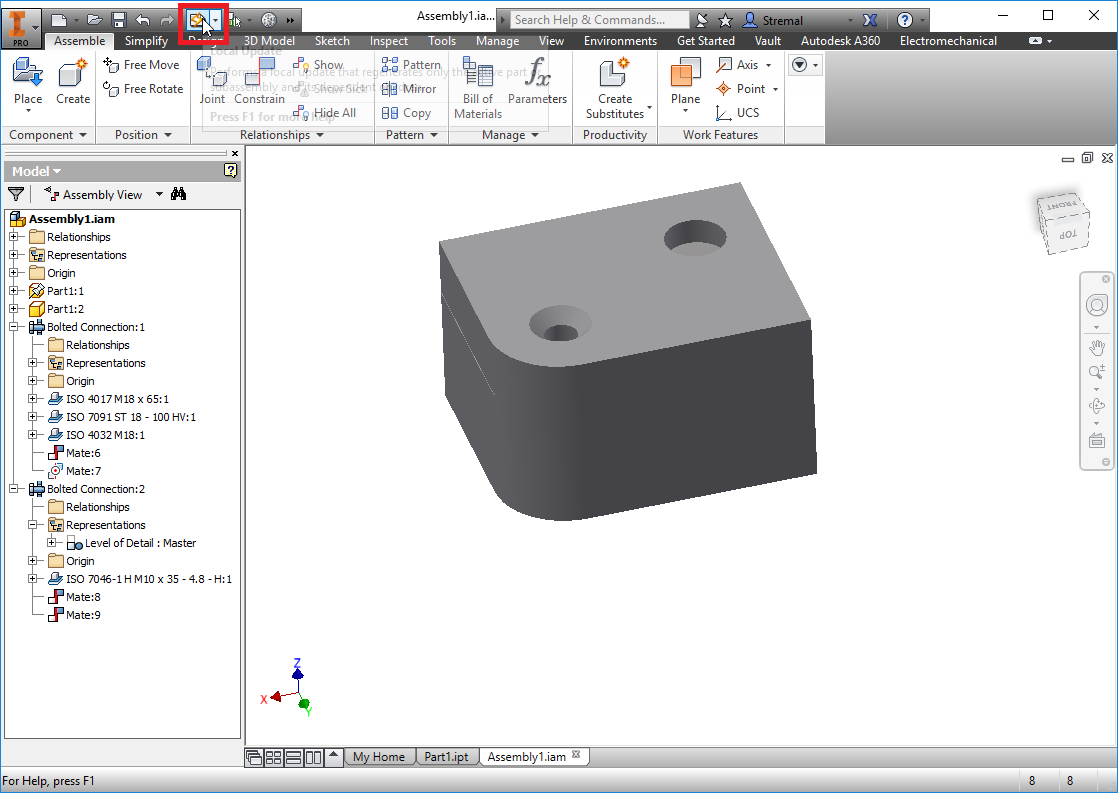 Assembly1.ia...
Search Help & Commands...
Stremal
PRO
Assemble
Simplify
Design
3D Model
Sketch
Inspect
Tools
Manage
View
Environments
Get Started
Vault
Autodesk A360
Electromechanical
Local Update
Performs a local update that regenerates only the active part or
subassembly and its dependent children.
Press F1 for more help
Place
Create
Free Move
Free Rotate
Joint
Constrain
Show
Show Sick
Hide All
Pattern
Mirror
Copy
Bill of
Materials
fx
Parameters
Create
Substitutes
Plane
Axis
Point
UCS
Component
Position
Relationships
Pattern
Manage
Productivity
Work Features
Model
Assembly View
Assembly1.iam
Relationships
Representations
Origin
Part1:1
Part1:2
Bolted Connection:1
Relationships
Representations
Origin
ISO 4017 M18 x 65:1
ISO 7091 ST 18 - 100 HV:1
ISO 4032 M18:1
Mate:6
Mate:7
Bolted Connection:2
Relationships
Representations
Level of Detail : Master
Origin
ISO 7046-1 H M10 x 35 - 4.8 - H:1
Mate:8
Mate:9
FRONT
TOP
Z
X
Y
My Home
Part1.ipt
Assembly1.iam
For Help, press F1
8
8